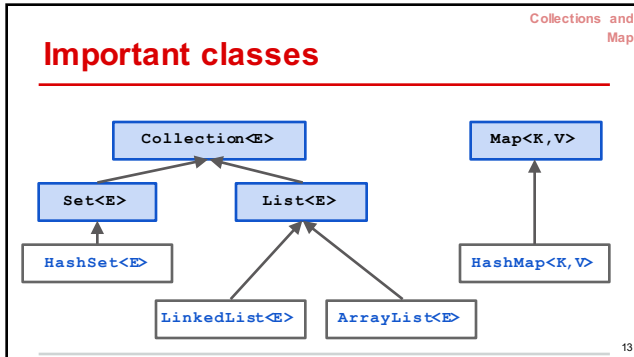 Collections and
Map
Important classes
Collection<E>
Map<K,V>
Set<E>
List<E>
HashSet<E>
HashMap<K,V>
LinkedList<E>
ArrayList<E>
13